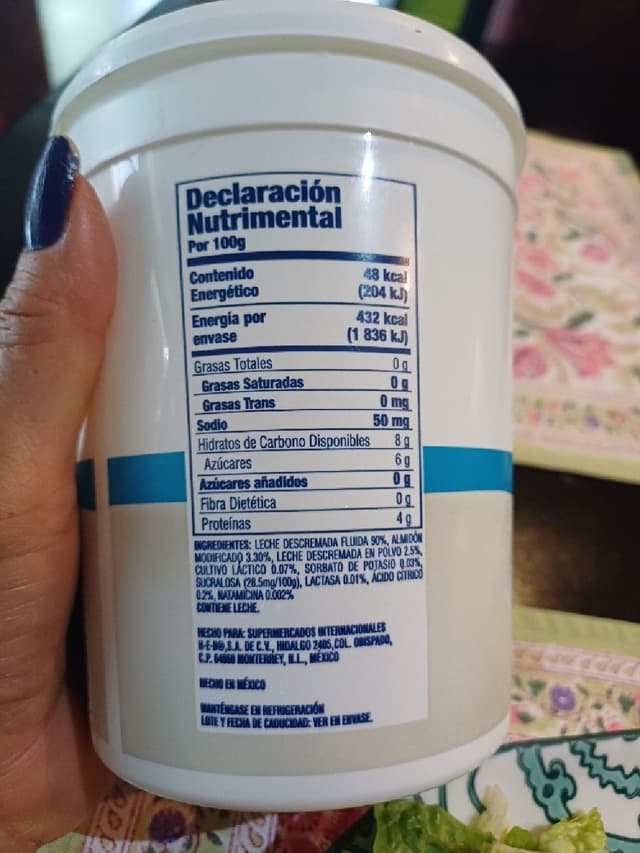 Declaración
Nutrimental
Por 100g
Contenido Energético 48 kcal (204 kJ)
Energía por envase 432 kcal (1 836 kJ)
Grasas Totales 0 g
Grasas Saturadas 0 g
Grasas Trans 0 mg
Sodio 50 mg
Hidratos de Carbono Disponibles 8 g
Azúcares 6 g
Azúcares añadidos 0 g
Fibra Dietética 0 g
Proteínas 4 g
INGREDIENTES: LECHE DESCREMADA FLUIDA 90%, ALMIDÓN
MODIFICADO 3.30%, LECHE DESCREMADA EN POLVO 2.5%,
CULTIVO LÁCTICO 0.07%, SORBATO DE POTASIO 0.03%,
SUCRALOSA (28.5mg/100g), LACTASA 0.01%, ÁCIDO CÍTRICO
0.2%, NATAMICINA 0.002%
CONTIENE LECHE.
HECHO PARA: SUPERMERCADOS INTERNACIONALES
H-E-B®, S.A. DE C.V., HIDALGO 2405, COL. OBISPADO,
C.P. 64060 MONTERREY, N.L., MÉXICO
HECHO EN MÉXICO
MANTÉNGASE EN REFRIGERACIÓN
LOTE Y FECHA DE CADUCIDAD: VER EN ENVASE.